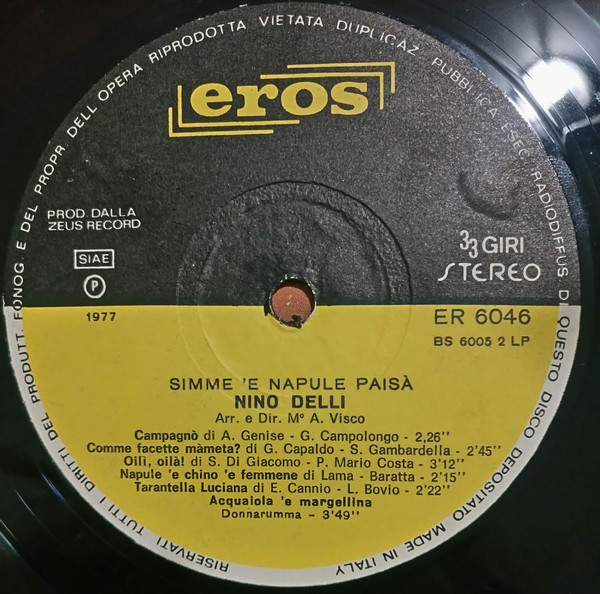 RISERVATI TUTTI I DIRITTI DEL PRODUTT. FONOG. E DEL PROPR. DELL OPERA RIPRODOTTA VIETATA DUPLICAZ. PUBBLICA ESEC. RADIODIFFUS. DI QUESTO DISCO DEPOSITATO MADE IN ITALY
eros
PROD. DALLA
ZEUS RECORD
SIAE
P
1977
33 GIRI
STEREO
ER 6046
BS 6005 2 LP
SIMME 'E NAPULE PAISÀ
NINO DELLI
Arr. e Dir. M° A. Visco
Campagnò di A. Genise - G. Campolongo - 2,26"
Comme facette màmeta? di G. Capaldo - S. Gambardella - 2'45"
Oilì, oilà! di S. Di Giacomo - P. Mario Costa - 3'12"
Napule 'e chino 'e femmene di Lama - Baratta - 2'15"
Tarantella Luciana di E. Cannio - L. Bovio - 2'22"
Acquaiola 'e margellina
Donnarumma - 3'49"